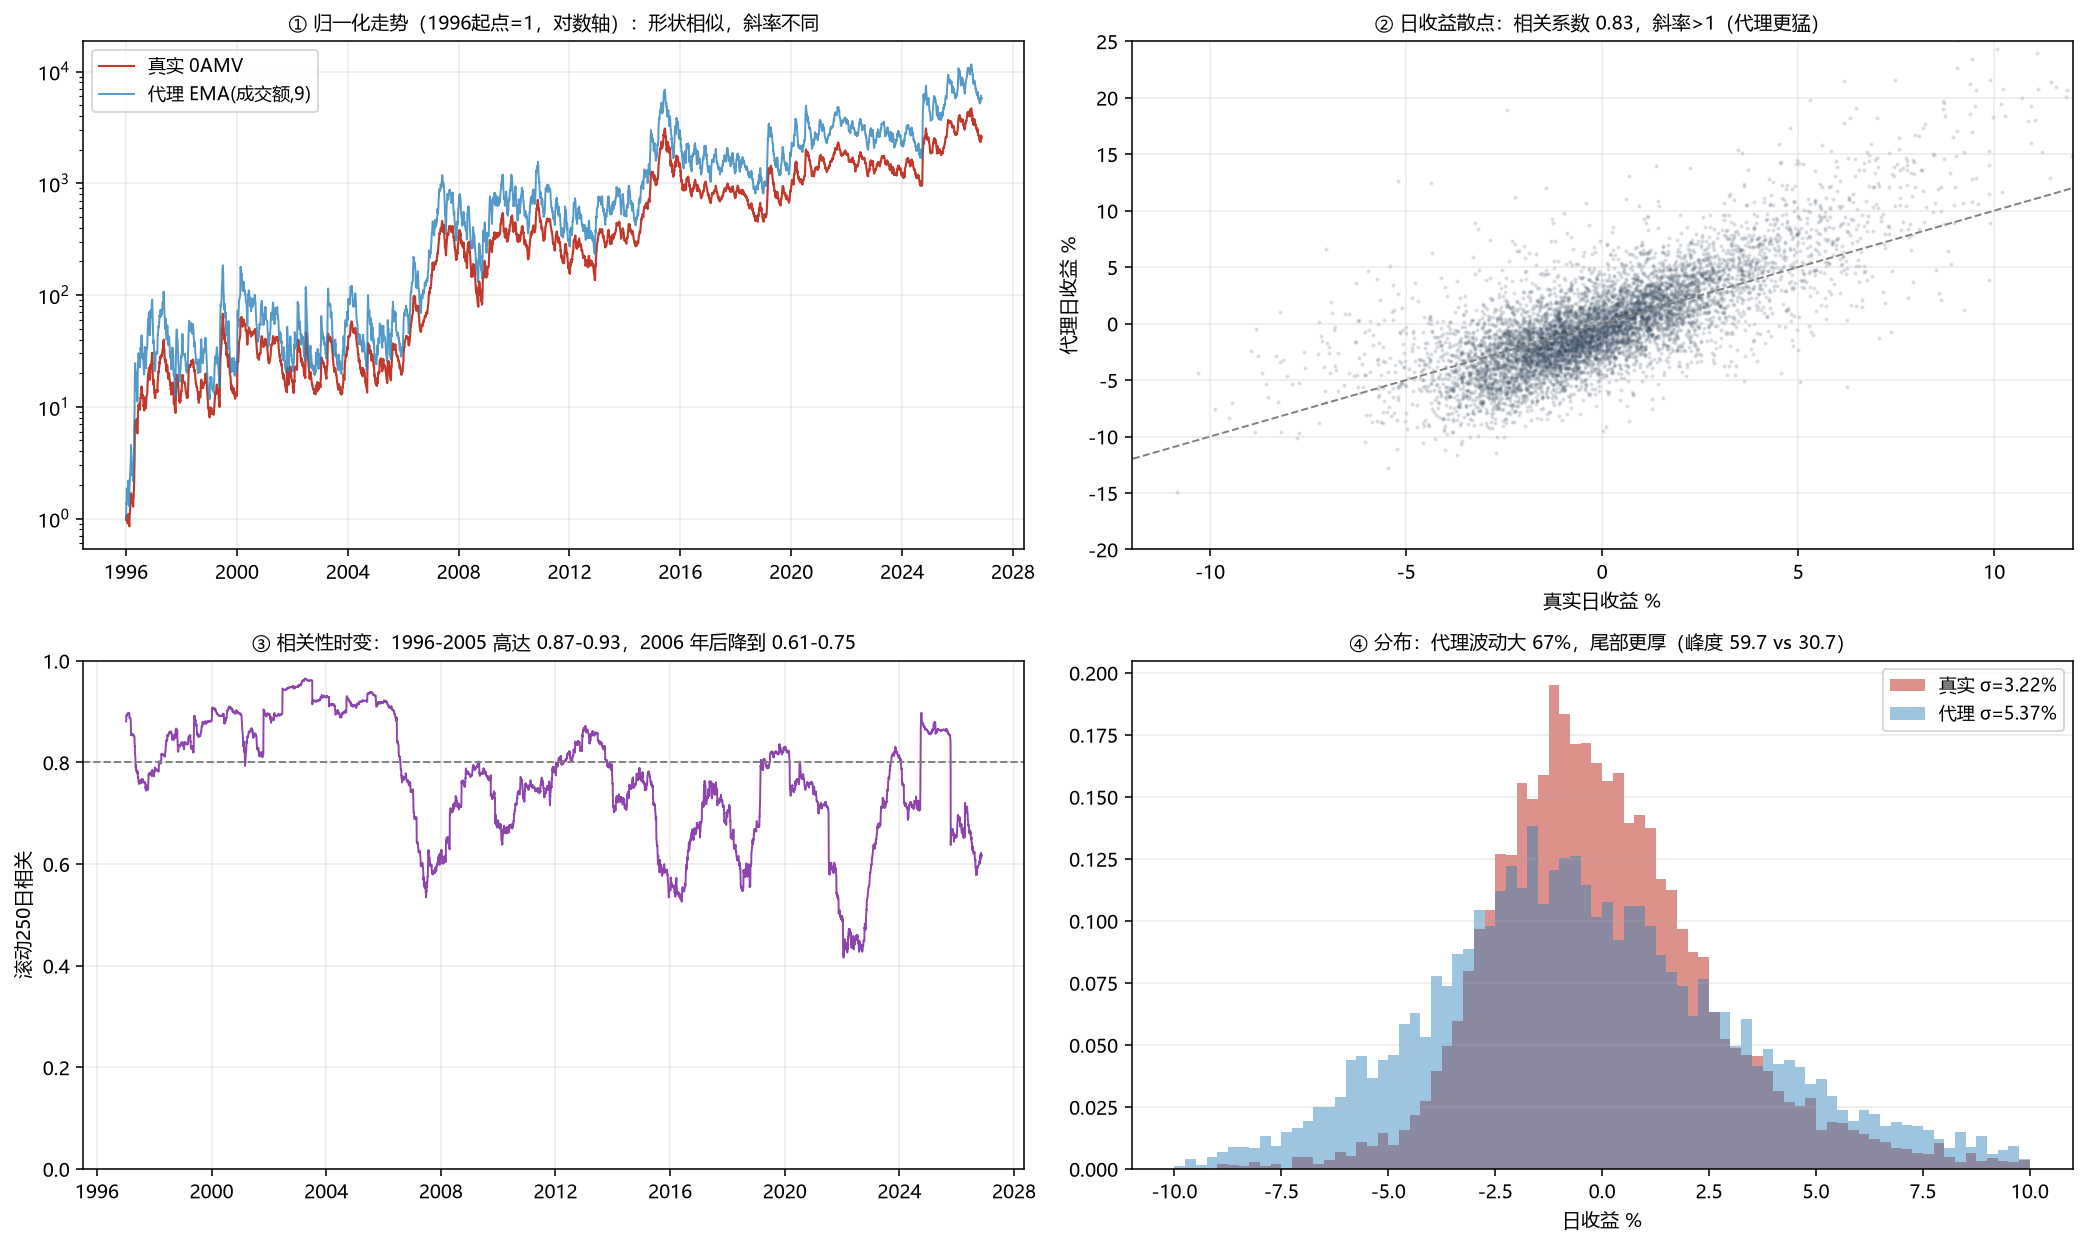 ① 归一化走势（1996起点=1，对数轴）：形状相似，斜率不同
真实 0AMV
代理 EMA(成交额,9)
10⁴
10³
10²
10¹
10⁰
1996 2000 2004 2008 2012 2016 2020 2024 2028
② 日收益散点：相关系数 0.83，斜率>1（代理更猛）
代理日收益 %
25
20
15
10
5
0
-5
-10
-15
-20
-10 -5 0 5 10
真实日收益 %
③ 相关性时变：1996-2005 高达 0.87-0.93，2006 年后降到 0.61-0.75
滚动250日相关
1.0
0.8
0.6
0.4
0.2
0.0
1996 2000 2004 2008 2012 2016 2020 2024 2028
④ 分布：代理波动大 67%，尾部更厚（峰度 59.7 vs 30.7）
真实 σ=3.22%
代理 σ=5.37%
0.200
0.175
0.150
0.125
0.100
0.075
0.050
0.025
0.000
-10.0 -7.5 -5.0 -2.5 0.0 2.5 5.0 7.5 10.0
日收益 %